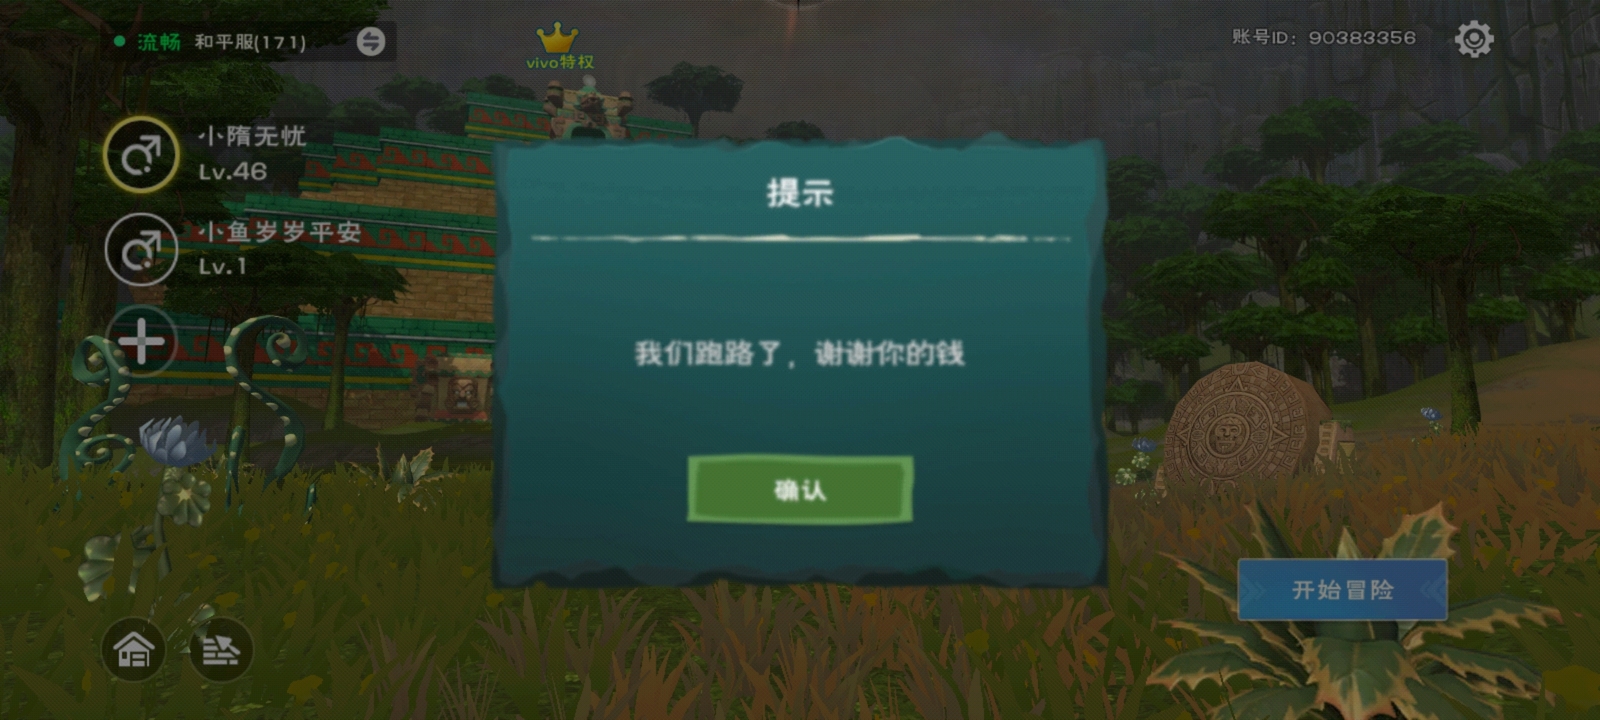 流畅 和平服(171)
vivo特权
账号ID: 90383356
小隋无忧
Lv.46
小鱼岁岁平安
Lv.1
提示
我们跑路了，谢谢你的钱
确认
开始冒险